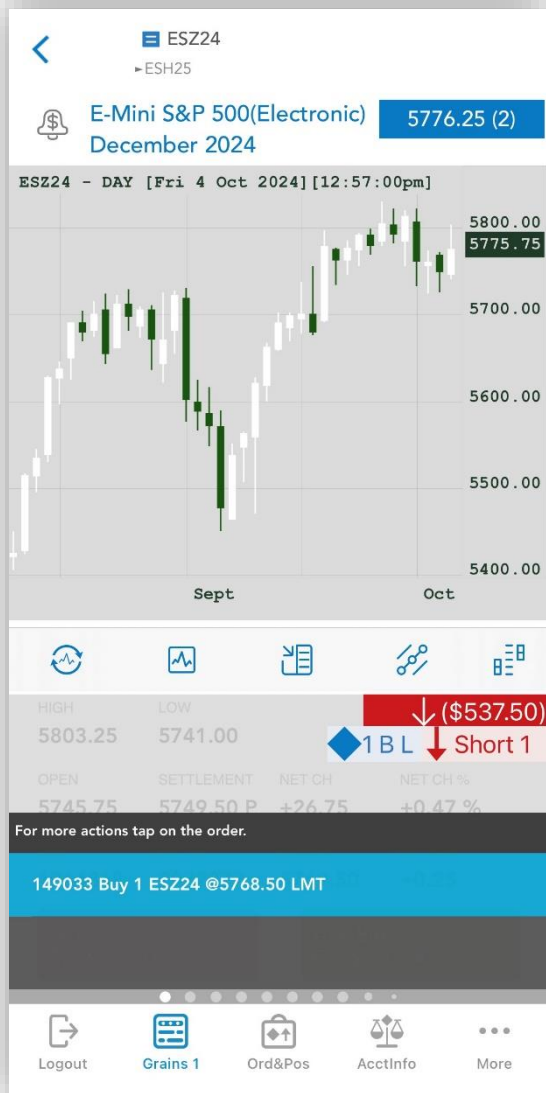 ESZ24
►ESH25
E-Mini S&P 500(Electronic)
December 2024
5776.25 (2)
ESZ24 - DAY [Fri 4 Oct 2024][12:57:00pm]
5800.00
5775.75
5700.00
5600.00
5500.00
5400.00
Sept Oct
HIGH LOW
($537.50)
5803.25 5741.00
1 B L Short 1
OPEN SETTLEMENT NET CH NET CH %
5745.75 5749.50 P +26.75 +0.47 %
For more actions tap on the order.
149033 Buy 1 ESZ24 @5768.50 LMT
Logout Grains 1 Ord&Pos AcctInfo More